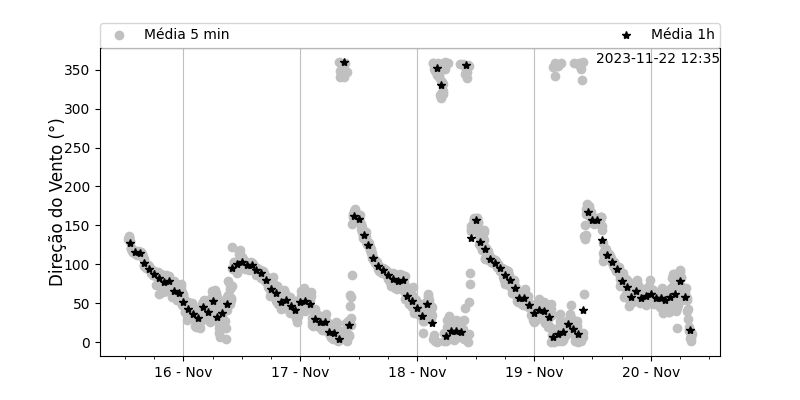 Média 5 min
Média 1h
2023-11-22 12:35
Direção do Vento (°)
350
300
250
200
150
100
50
0
16 - Nov
17 - Nov
18 - Nov
19 - Nov
20 - Nov